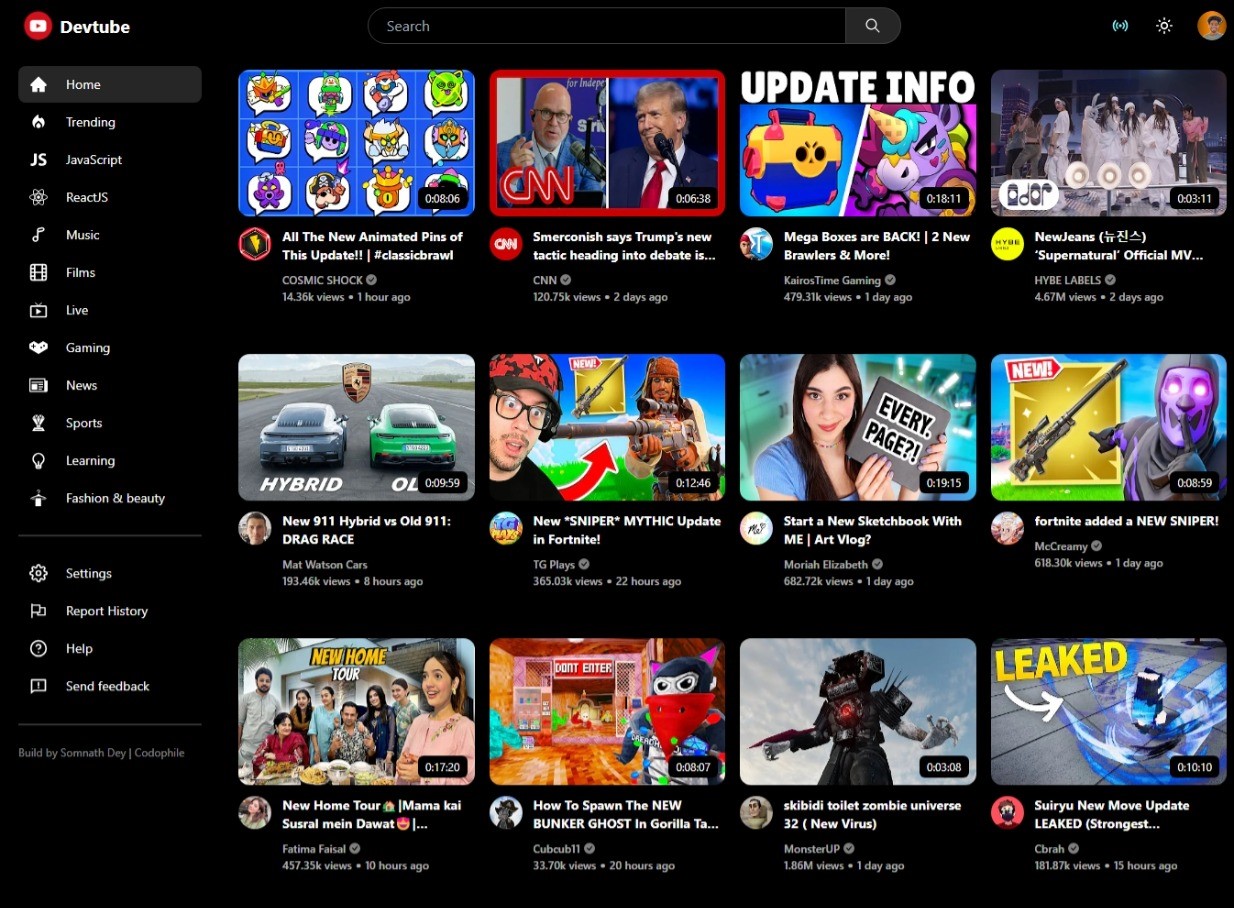 Devtube
Search
Home
Trending
JS JavaScript
ReactJS
Music
Films
Live
Gaming
News
Sports
Learning
Fashion & beauty
Settings
Report History
Help
Send feedback
Build by Somnath Dey | Codophile
0:08:06
All The New Animated Pins of
This Update!! | #classicbrawl
COSMIC SHOCK
14.36k views • 1 hour ago
for Indepe
CNN
0:06:38
CNN
Smerconish says Trump's new
tactic heading into debate is...
CNN
120.75k views • 2 days ago
UPDATE INFO
0:18:11
Mega Boxes are BACK! | 2 New
Brawlers & More!
KairosTime Gaming
479.31k views • 1 day ago
0:03:11
HYBE
NewJeans (뉴진스)
'Supernatural' Official MV...
HYBE LABELS
4.67M views • 2 days ago
HYBRID
OL
0:09:59
New 911 Hybrid vs Old 911:
DRAG RACE
Mat Watson Cars
193.46k views • 8 hours ago
NEW!
0:12:46
TG
PLAYS
New *SNIPER* MYTHIC Update
in Fortnite!
TG Plays
365.03k views • 22 hours ago
EVERY.
PAGE?!
0:19:15
Start a New Sketchbook With
ME | Art Vlog?
Moriah Elizabeth
682.72k views • 1 day ago
NEW!
0:08:59
fortnite added a NEW SNIPER!
McCreamy
618.30k views • 1 day ago
NEW HOME
TOUR
0:17:20
New Home Tour🏠|Mama kai
Susral mein Dawat😍|...
Fatima Faisal
457.35k views • 10 hours ago
DONT ENTER
0:08:07
How To Spawn The NEW
BUNKER GHOST In Gorilla Ta...
Cubcub11
33.70k views • 20 hours ago
0:03:08
skibidi toilet zombie universe
32 ( New Virus)
MonsterUP
1.86M views • 1 day ago
LEAKED
0:10:10
Suiryu New Move Update
LEAKED (Strongest...
Cbrah
181.87k views • 15 hours ago